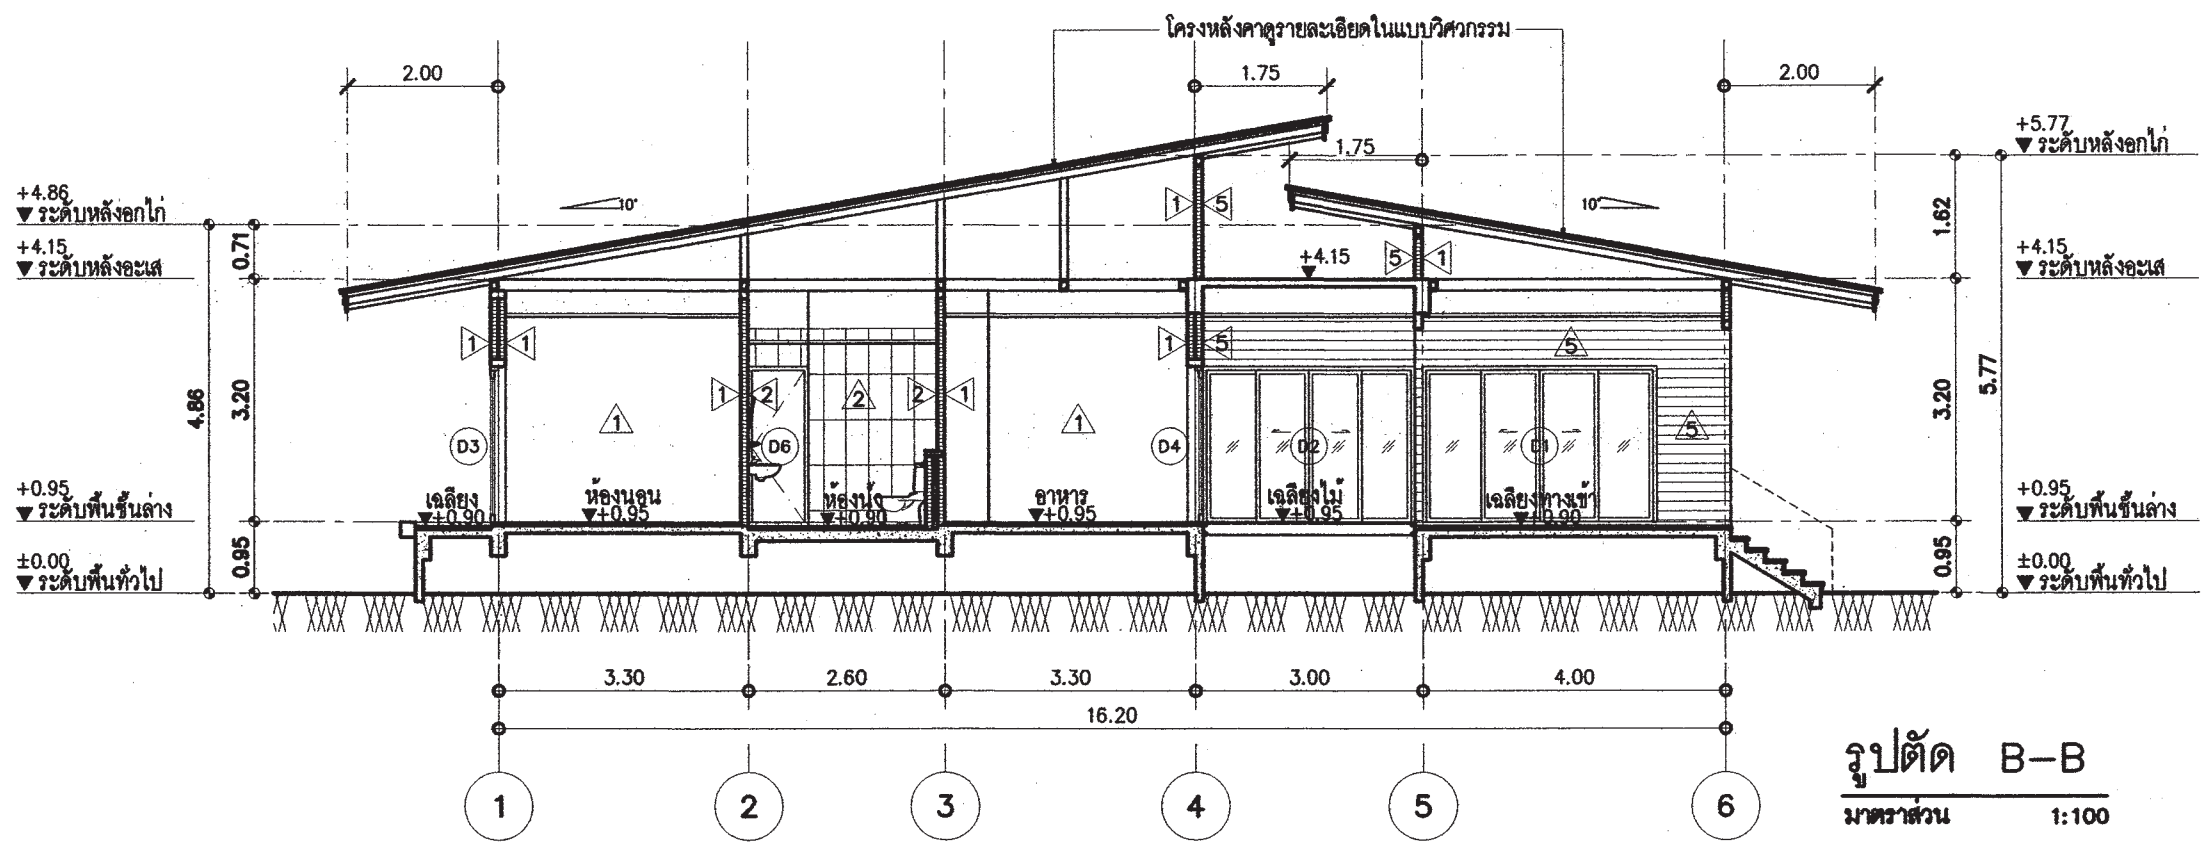 โครงหลังคาดูรายละเอียดในแบบวิศวกรรม
2.00
1.75
2.00
1.75
+5.77
ระดับหลังอกไก่
+4.86
ระดับหลังอกไก่
10°
1
5
10°
1.62
0.71
+4.15
ระดับหลังอะเส
5
1
+4.15
+4.15
ระดับหลังอะเส
1
1
1
5
5
4.86
3.20
1
2
2
2
1
3.20
5.77
1
1
5
D3
D6
D4
D2
D1
+0.95
ระดับพื้นชั้นล่าง
เฉลียง
+0.90
ห้องนอน
+0.95
ห้องน้ำ
+0.90
อาหาร
+0.95
เฉลียงไม้
+0.95
เฉลียงทางเข้า
+0.90
+0.95
ระดับพื้นชั้นล่าง
0.95
0.95
±0.00
ระดับพื้นทั่วไป
±0.00
ระดับพื้นทั่วไป
3.30
2.60
3.30
3.00
4.00
16.20
1
2
3
4
5
6
รูปตัด B-B
มาตราส่วน 1:100